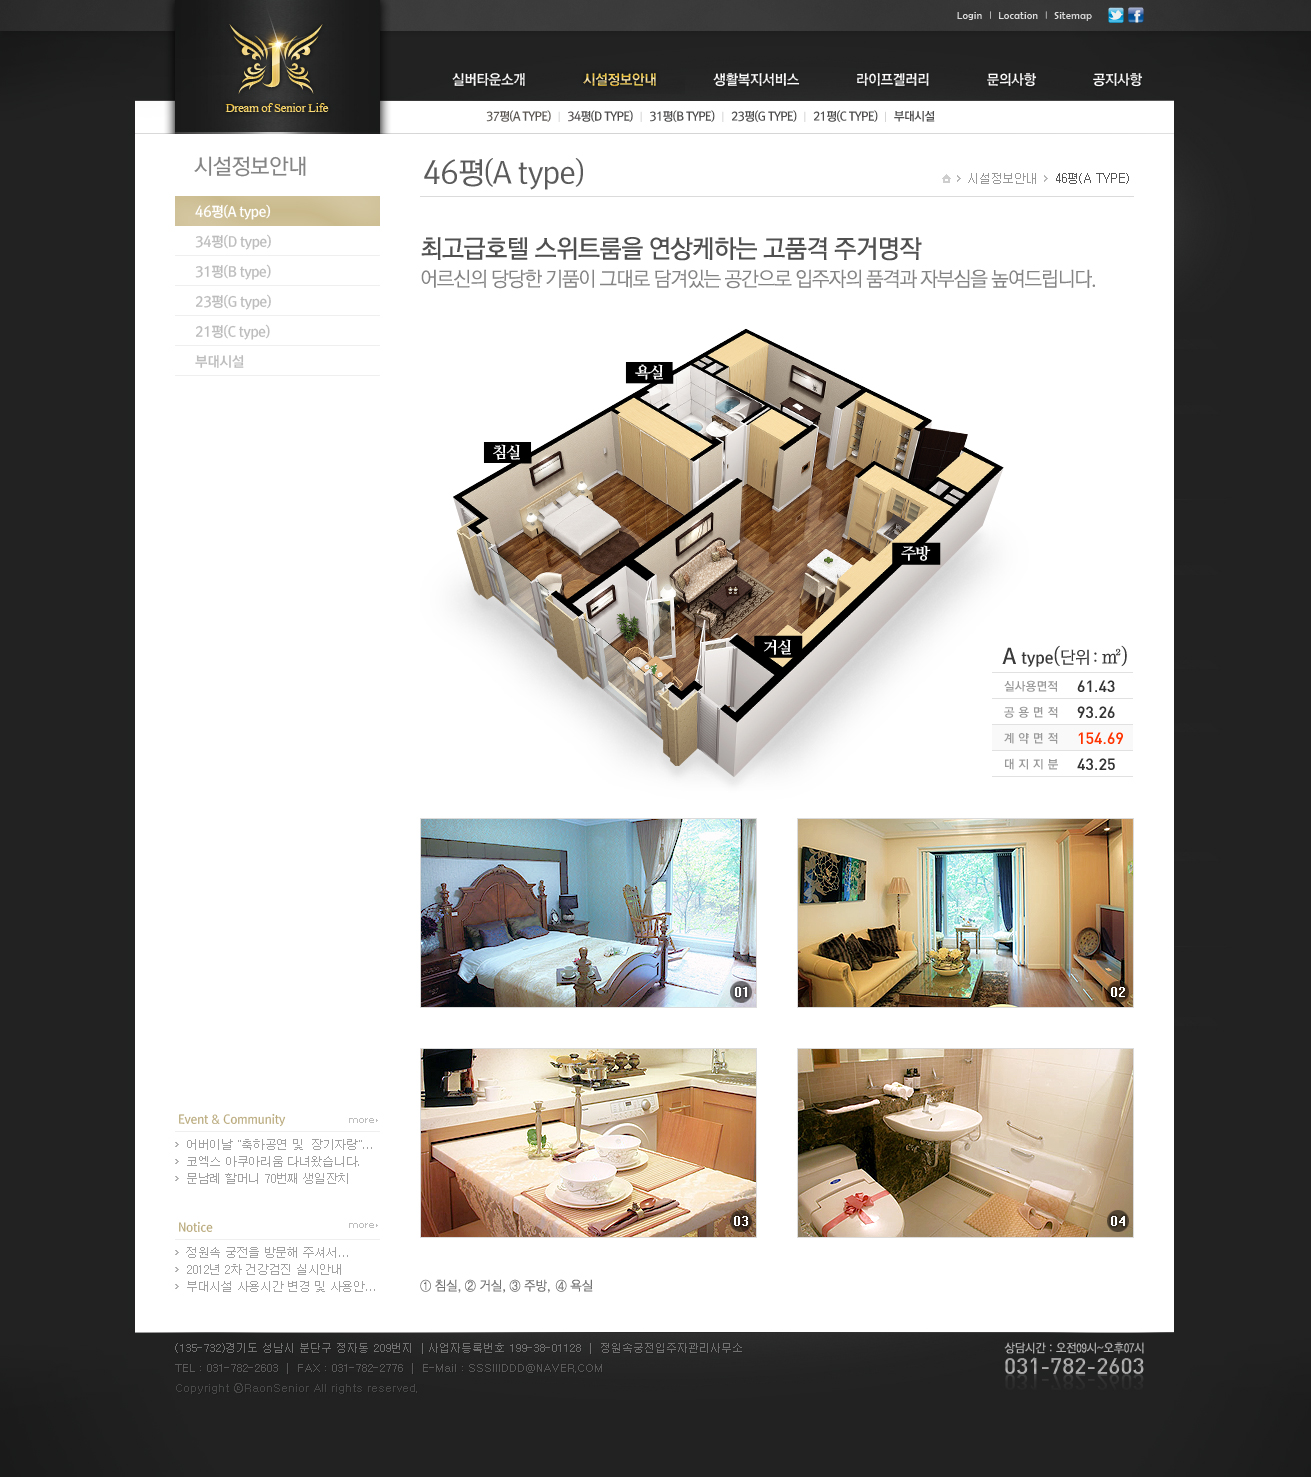 Login | Location | Sitemap
Dream of Senior Life
실버타운소개 시설정보안내 생활복지서비스 라이프겔러리 문의사항 공지사항
37평(A TYPE) 34평(D TYPE) 31평(B TYPE) 23평(G TYPE) 21평(C TYPE) 부대시설
시설정보안내
46평(A type)
34평(D type)
31평(B type)
23평(G type)
21평(C type)
부대시설
46평(A type)
시설정보안내 > 46평(A TYPE)
최고급호텔 스위트룸을 연상케하는 고품격 주거명작
어르신의 당당한 기품이 그대로 담겨있는 공간으로 입주자의 품격과 자부심을 높여드립니다.
욕실
침실
주방
거실
A type(단위 : ㎡)
실사용면적 61.43
공용면적 93.26
계약면적 154.69
대지지분 43.25
01
02
03
04
① 침실, ② 거실, ③ 주방, ④ 욕실
Event & Community more
어버이날 "축하공연 및 장기자랑"...
코엑스 아쿠아리움 다녀왔습니다.
문남례 할머니 70번째 생일잔치
Notice more
정원속 궁전을 방문해 주셔서...
2012년 2차 건강검진 실시안내
부대시설 사용시간 변경 및 사용안...
(135-732)경기도 성남시 분단구 정자동 209번지 | 사업자등록번호 199-38-01128 | 정원속궁전입주자관리사무소
TEL : 031-782-2603 | FAX : 031-782-2776 | E-Mail : SSSIIIDDD@NAVER.COM
Copyright ⓒRaonSenior All rights reserved.
상담시간 : 오전09시~오후07시
031-782-2603